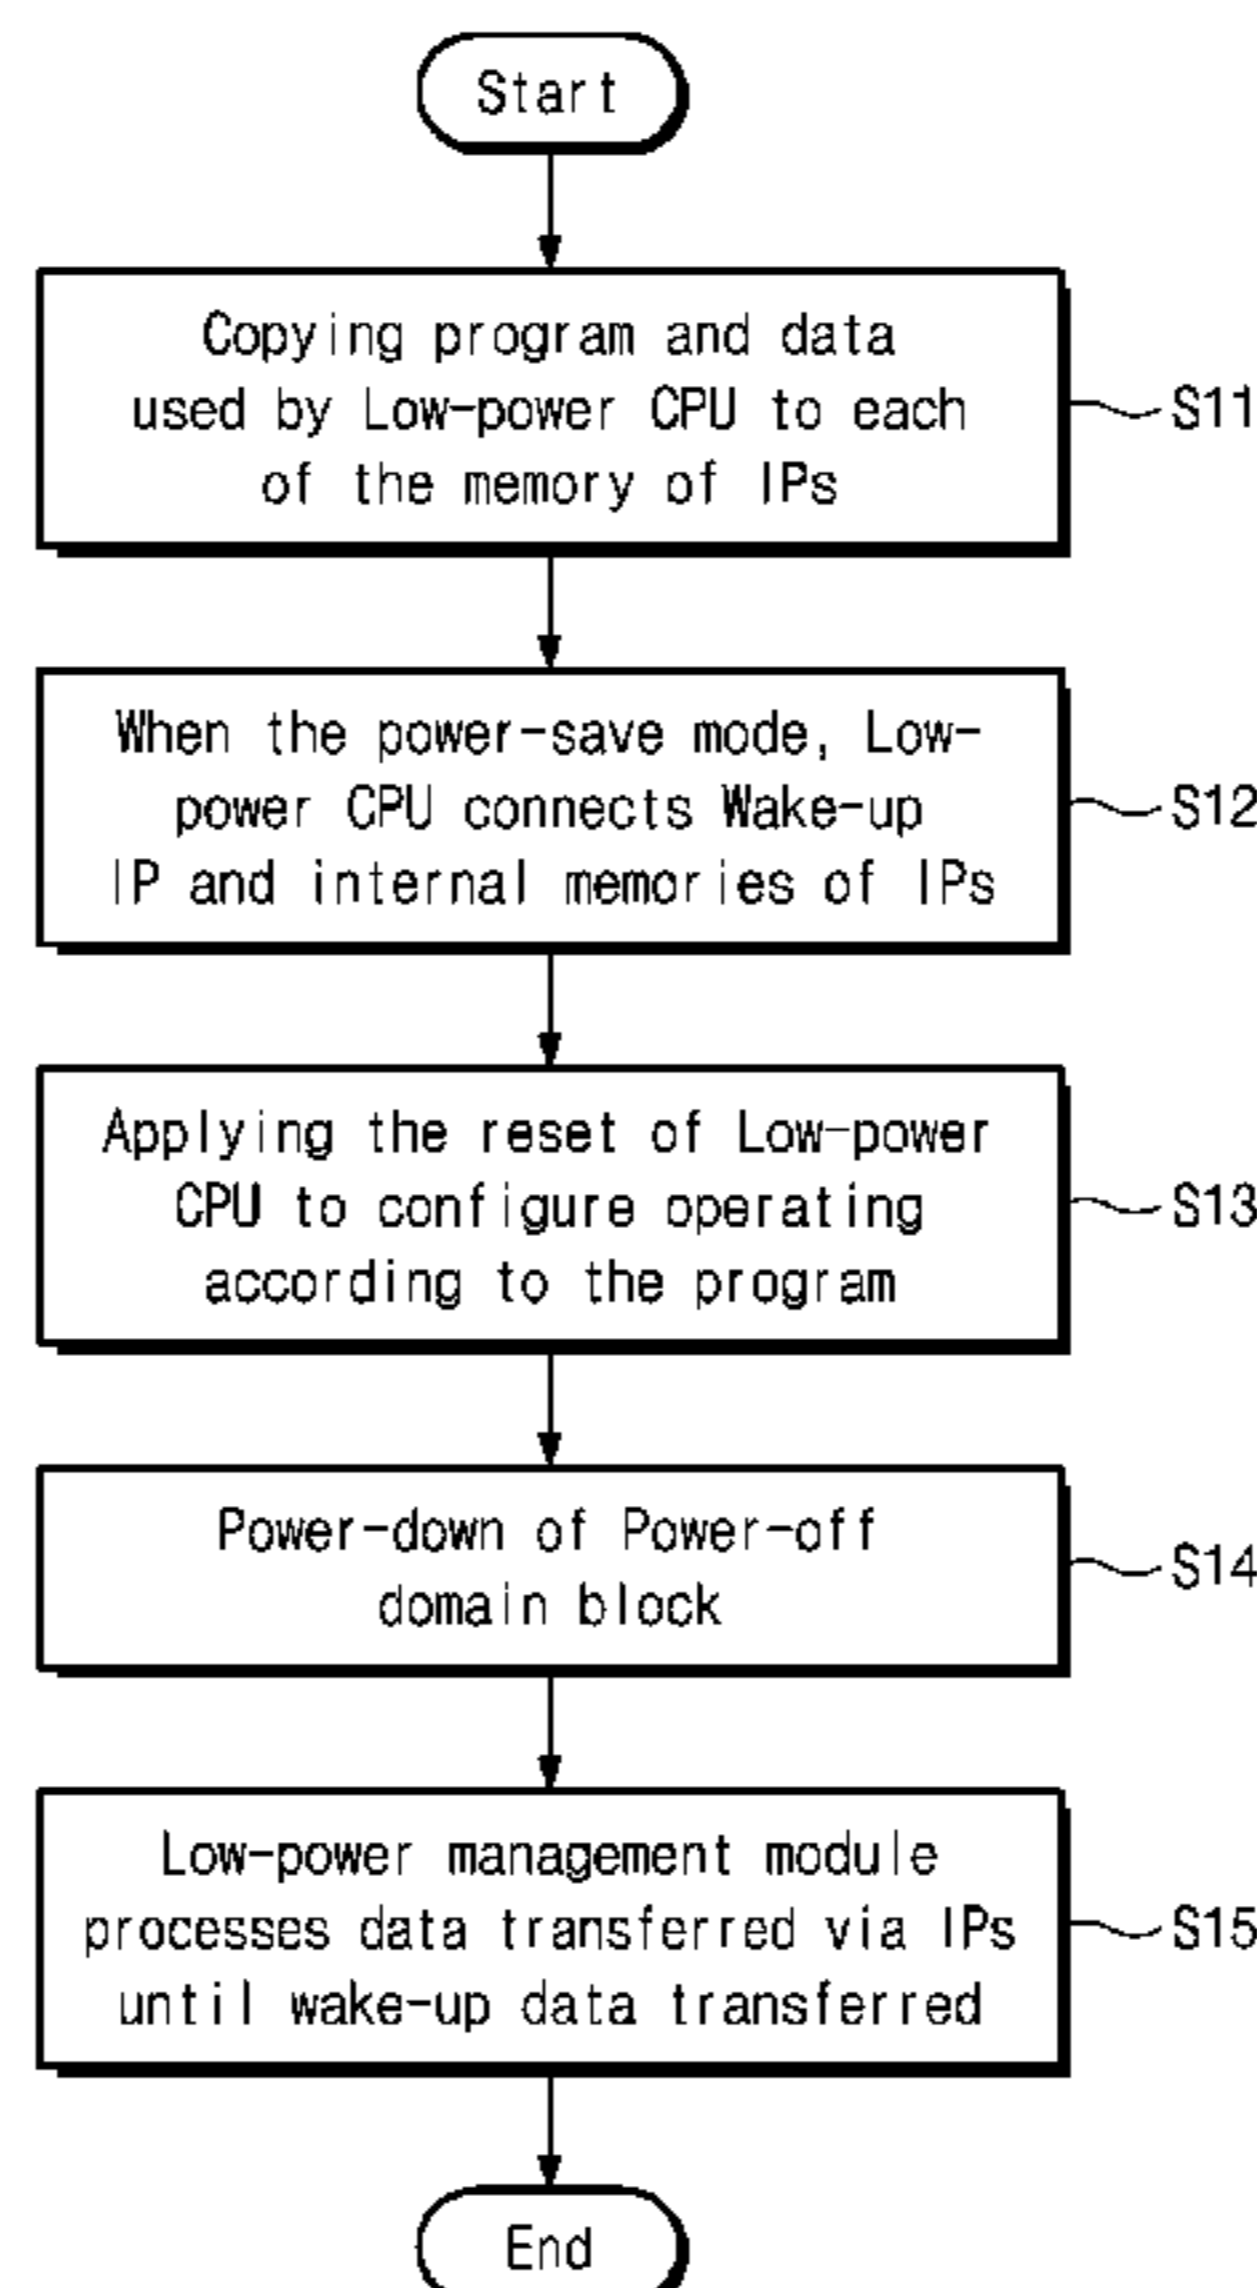 Start
Copying program and data
used by Low-power CPU to each
of the memory of IPs
S11
When the power-save mode, Low-
power CPU connects Wake-up
IP and internal memories of IPs
S12
Applying the reset of Low-power
CPU to configure operating
according to the program
S13
Power-down of Power-off
domain block
S14
Low-power management module
processes data transferred via IPs
until wake-up data transferred
S15
End